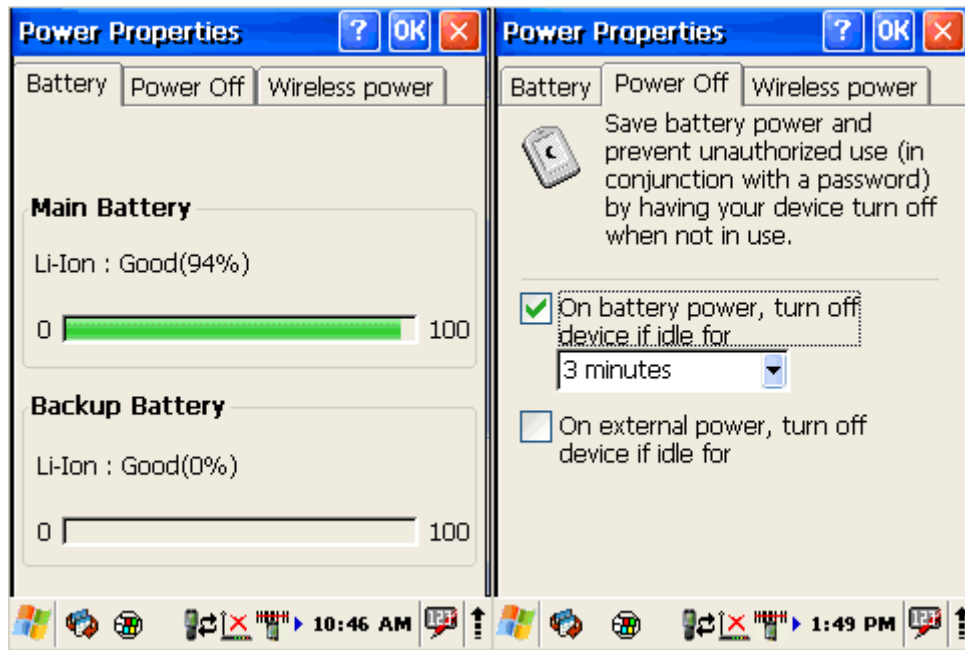 Power Properties ? OK
Battery Power Off Wireless power
Main Battery
Li-Ion : Good(94%)
0 100
Backup Battery
Li-Ion : Good(0%)
0 100
10:46 AM 123
Power Properties ? OK
Battery Power Off Wireless power
Save battery power and
prevent unauthorized use (in
conjunction with a password)
by having your device turn off
when not in use.
On battery power, turn off
device if idle for
3 minutes
On external power, turn off
device if idle for
1:49 PM 123